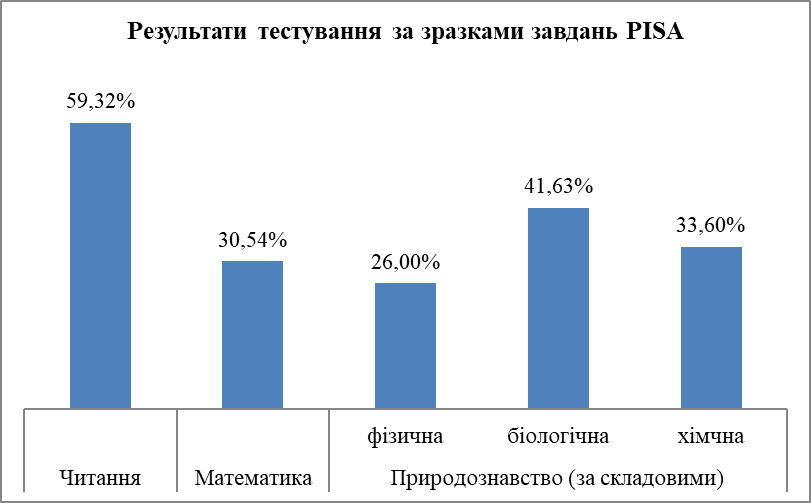 Результати тестування за зразками завдань PISA
59,32%
30,54%
26,00%
41,63%
33,60%
фізична біологічна хімчна
Читання Математика Природознавство (за складовими)